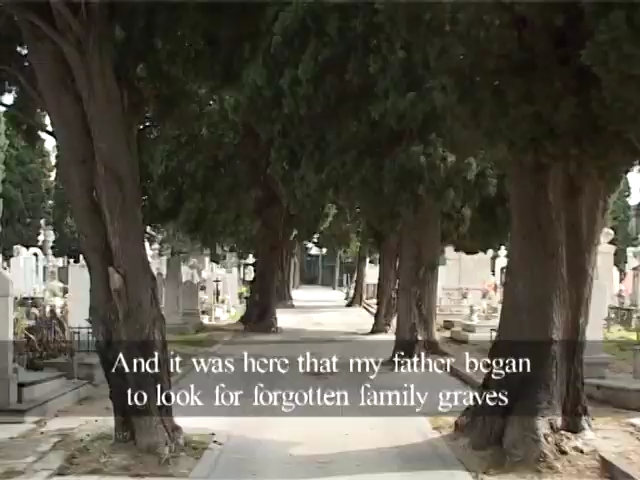 And it was here that my father began
to look for forgotten family graves